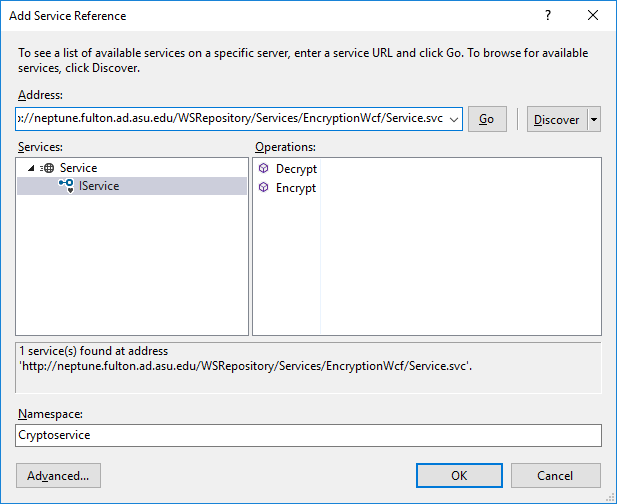 Add Service Reference
To see a list of available services on a specific server, enter a service URL and click Go. To browse for available
services, click Discover.
Address:
://neptune.fulton.ad.asu.edu/WSRepository/Services/EncryptionWcf/Service.svc
Go
Discover
Services:
Operations:
Service
IService
Decrypt
Encrypt
1 service(s) found at address
'http://neptune.fulton.ad.asu.edu/WSRepository/Services/EncryptionWcf/Service.svc'.
Namespace:
Cryptoservice
Advanced...
OK
Cancel